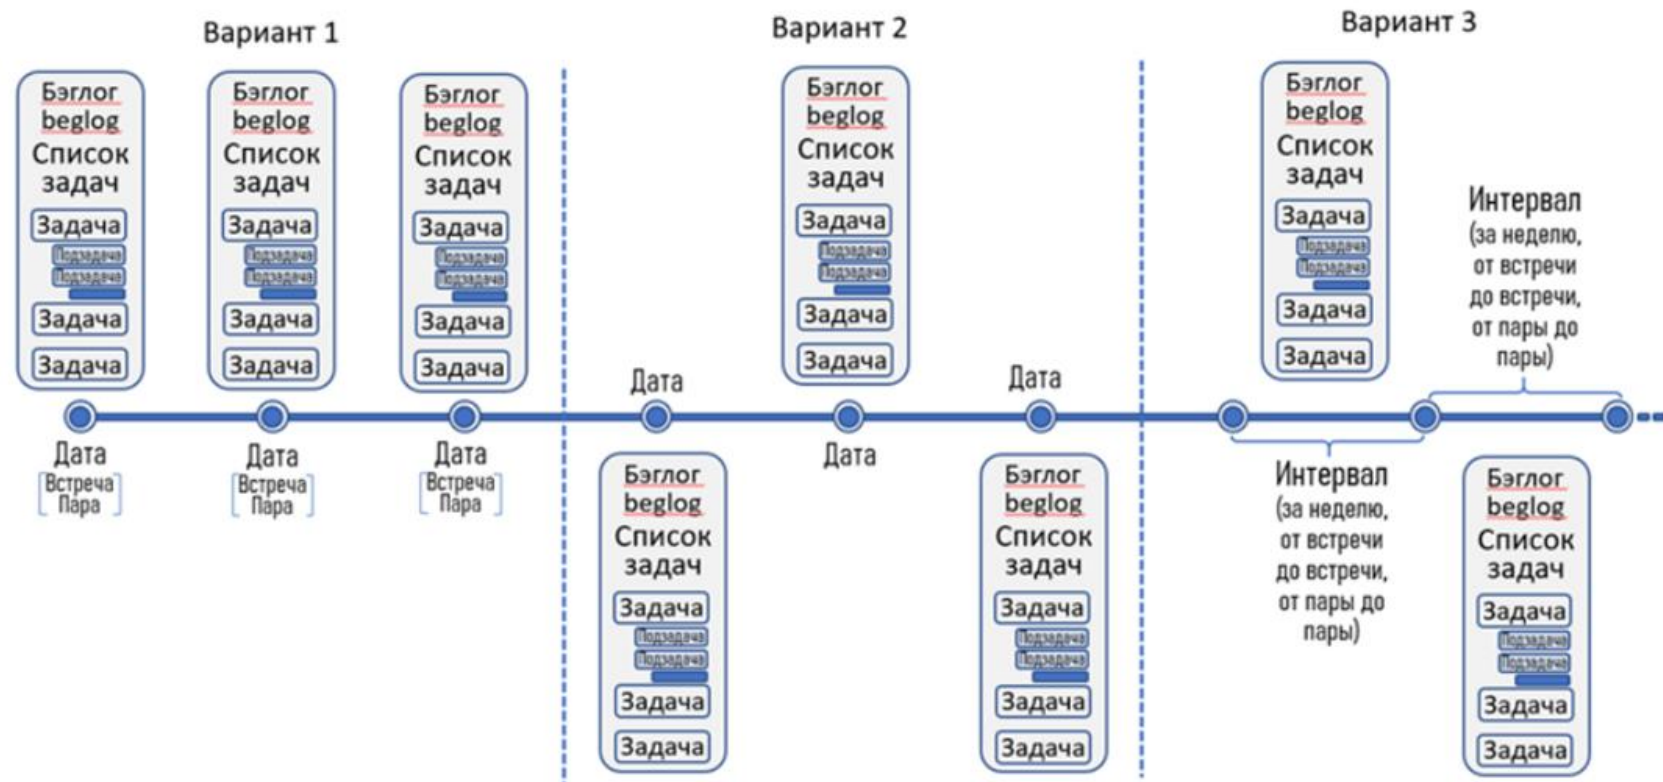 Вариант 1
Бэглог
beglog
Список
задач
Задача
Подзадача
Подзадача
Задача
Задача
Дата
Встреча
Пара
Бэглог
beglog
Список
задач
Задача
Подзадача
Подзадача
Задача
Задача
Дата
Встреча
Пара
Бэглог
beglog
Список
задач
Задача
Подзадача
Подзадача
Задача
Задача
Дата
Встреча
Пара
Вариант 2
Дата
Бэглог
beglog
Список
задач
Задача
Подзадача
Подзадача
Задача
Задача
Бэглог
beglog
Список
задач
Задача
Подзадача
Подзадача
Задача
Задача
Дата
Дата
Бэглог
beglog
Список
задач
Задача
Подзадача
Подзадача
Задача
Задача
Вариант 3
Бэглог
beglog
Список
задач
Задача
Подзадача
Подзадача
Задача
Задача
Интервал
(за неделю,
от встречи
до встречи,
от пары до
пары)
Интервал
(за неделю,
от встречи
до встречи,
от пары до
пары)
Бэглог
beglog
Список
задач
Задача
Подзадача
Подзадача
Задача
Задача